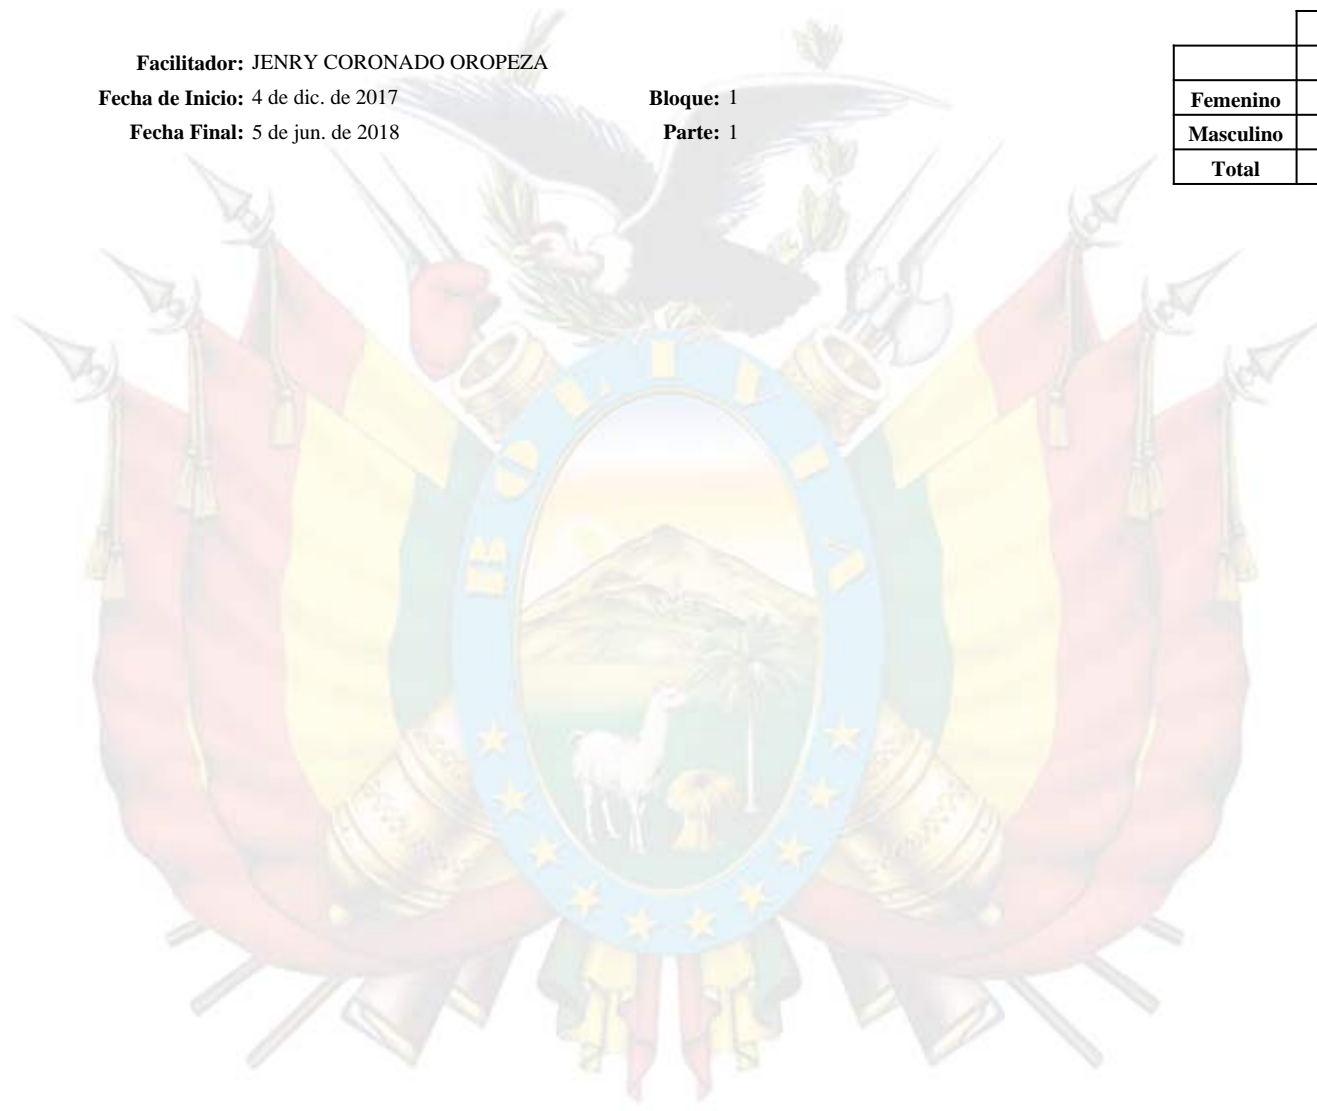 Facilitador: JENRY CORONADO OROPEZA
Fecha de Inicio: 4 de dic. de 2017 Bloque: 1
Fecha Final: 5 de jun. de 2018 Parte: 1
Femenino
Masculino
Total
BOLIVIA